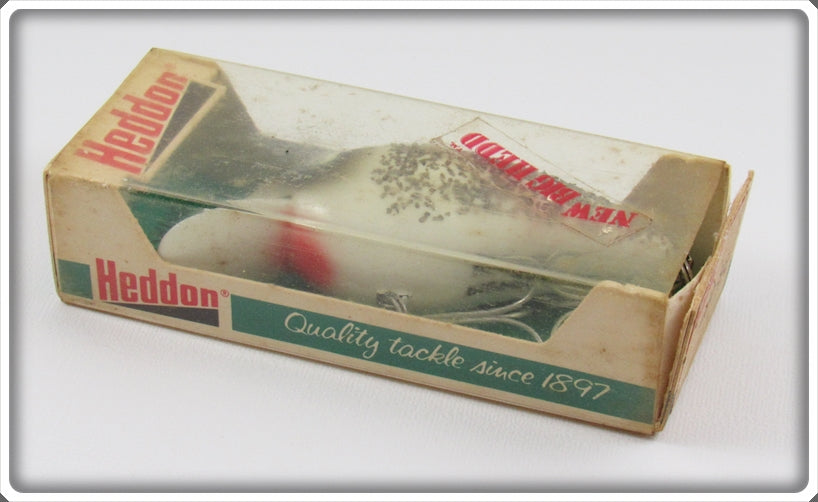 Heddon®
NEW BIG HEDD
Heddon®
Quality tackle since 1897